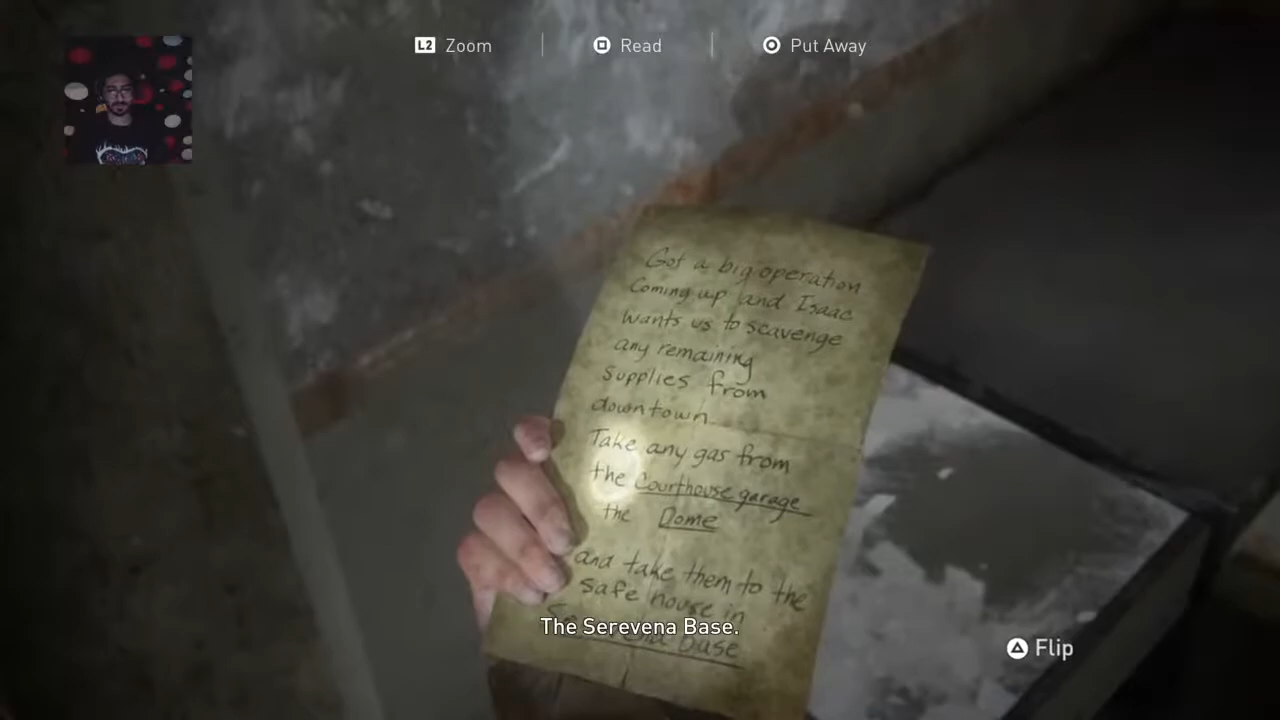 L2 Zoom | Read | Put Away
Got a big operation
Coming up and Isaac
wants us to scavenge
any remaining
supplies from
downtown.
Take any gas from
the Courthouse garage
the Dome
and take them to the
safe house in
Base
The Serevena Base.
Flip